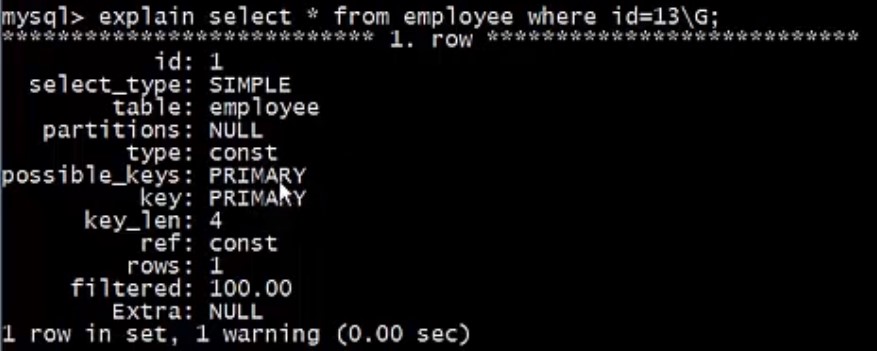 mysql> explain select * from employee where id=13\G;
*************************** 1. row ***************************
id: 1
select_type: SIMPLE
table: employee
partitions: NULL
type: const
possible_keys: PRIMARY
key: PRIMARY
key_len: 4
ref: const
rows: 1
filtered: 100.00
Extra: NULL
1 row in set, 1 warning (0.00 sec)